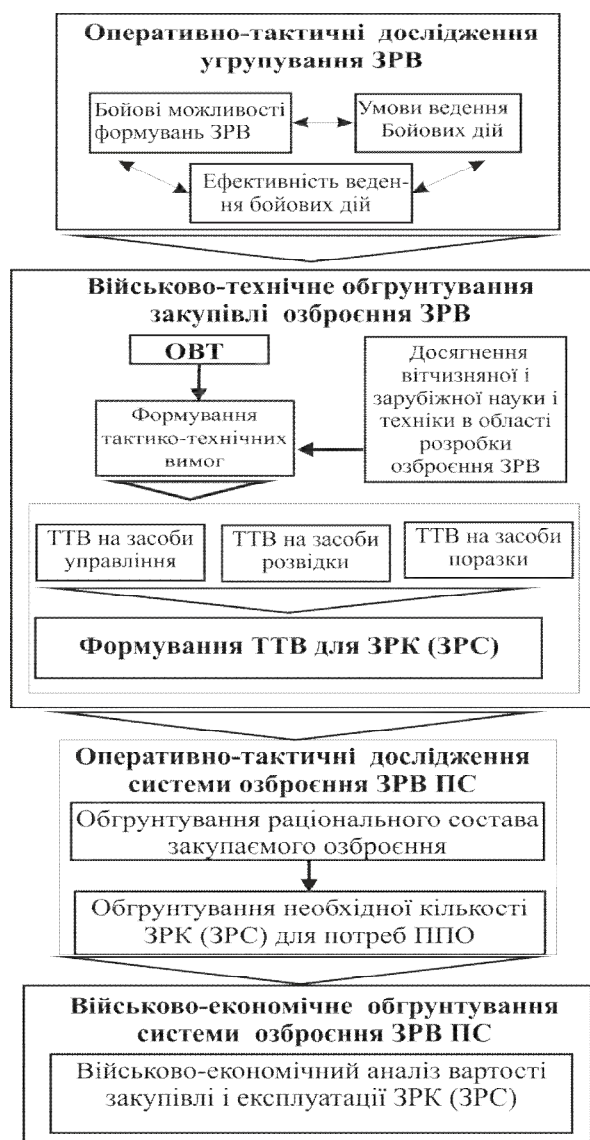 Оперативно-тактичні дослідження
угрупування ЗРВ
Бойові можливості
формувань ЗРВ
Умови ведення
Бойових дій
Ефективність веден-
ня бойових дій
Військово-технічне обгрунтування
закупівлі озброєння ЗРВ
ОВТ
Досягнення
вітчизняної і
зарубіжної науки і
техніки в області
розробки
озброєння ЗРВ
Формування
тактико-технічних
вимог
ТТВ на засоби
управління
ТТВ на засоби
розвідки
ТТВ на засоби
поразки
Формування ТТВ для ЗРК (ЗРС)
Оперативно-тактичні дослідження
системи озброєння ЗРВ ПС
Обгрунтування раціонального состава
закупаємого озброєння
Обгрунтування необхідної кількості
ЗРК (ЗРС) для потреб ППО
Військово-економічне обгрунтування
системи озброєння ЗРВ ПС
Військово-економічний аналіз вартості
закупівлі і експлуатації ЗРК (ЗРС)